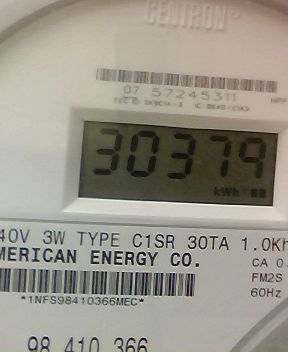 CENTRON®
07 57245311
30379
kWh
40V 3W TYPE C1SR 30TA 1.0Kh
MERICAN ENERGY CO.
CA 0.
FM2S
60Hz
*1NFS98410366MEC*
98 410 366